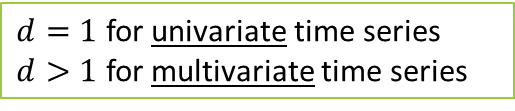 d = 1 for univariate time series
d > 1 for multivariate time series